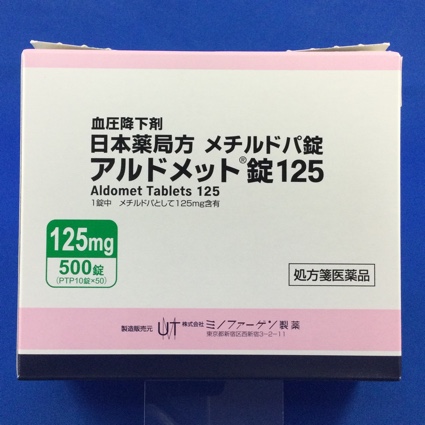 血圧降下剤
日本薬局方 メチルドパ錠
アルドメット®錠125
Aldomet Tablets 125
1錠中 メチルドパとして125mg含有
125mg
500錠
(PTP10錠×50)
処方箋医薬品
製造販売元 株式会社 ミノファーゲン製薬
東京都新宿区西新宿3-2-11